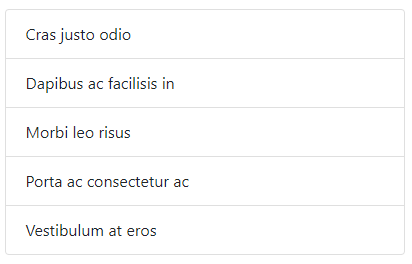 Cras justo odio
Dapibus ac facilisis in
Morbi leo risus
Porta ac consectetur ac
Vestibulum at eros